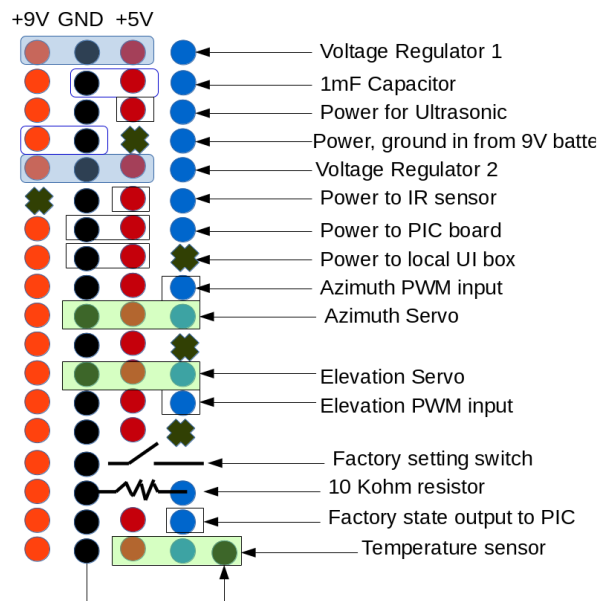 +9V GND +5V
Voltage Regulator 1
1mF Capacitor
Power for Ultrasonic
Power, ground in from 9V batte
Voltage Regulator 2
Power to IR sensor
Power to PIC board
Power to local UI box
Azimuth PWM input
Azimuth Servo
Elevation Servo
Elevation PWM input
Factory setting switch
10 Kohm resistor
Factory state output to PIC
Temperature sensor